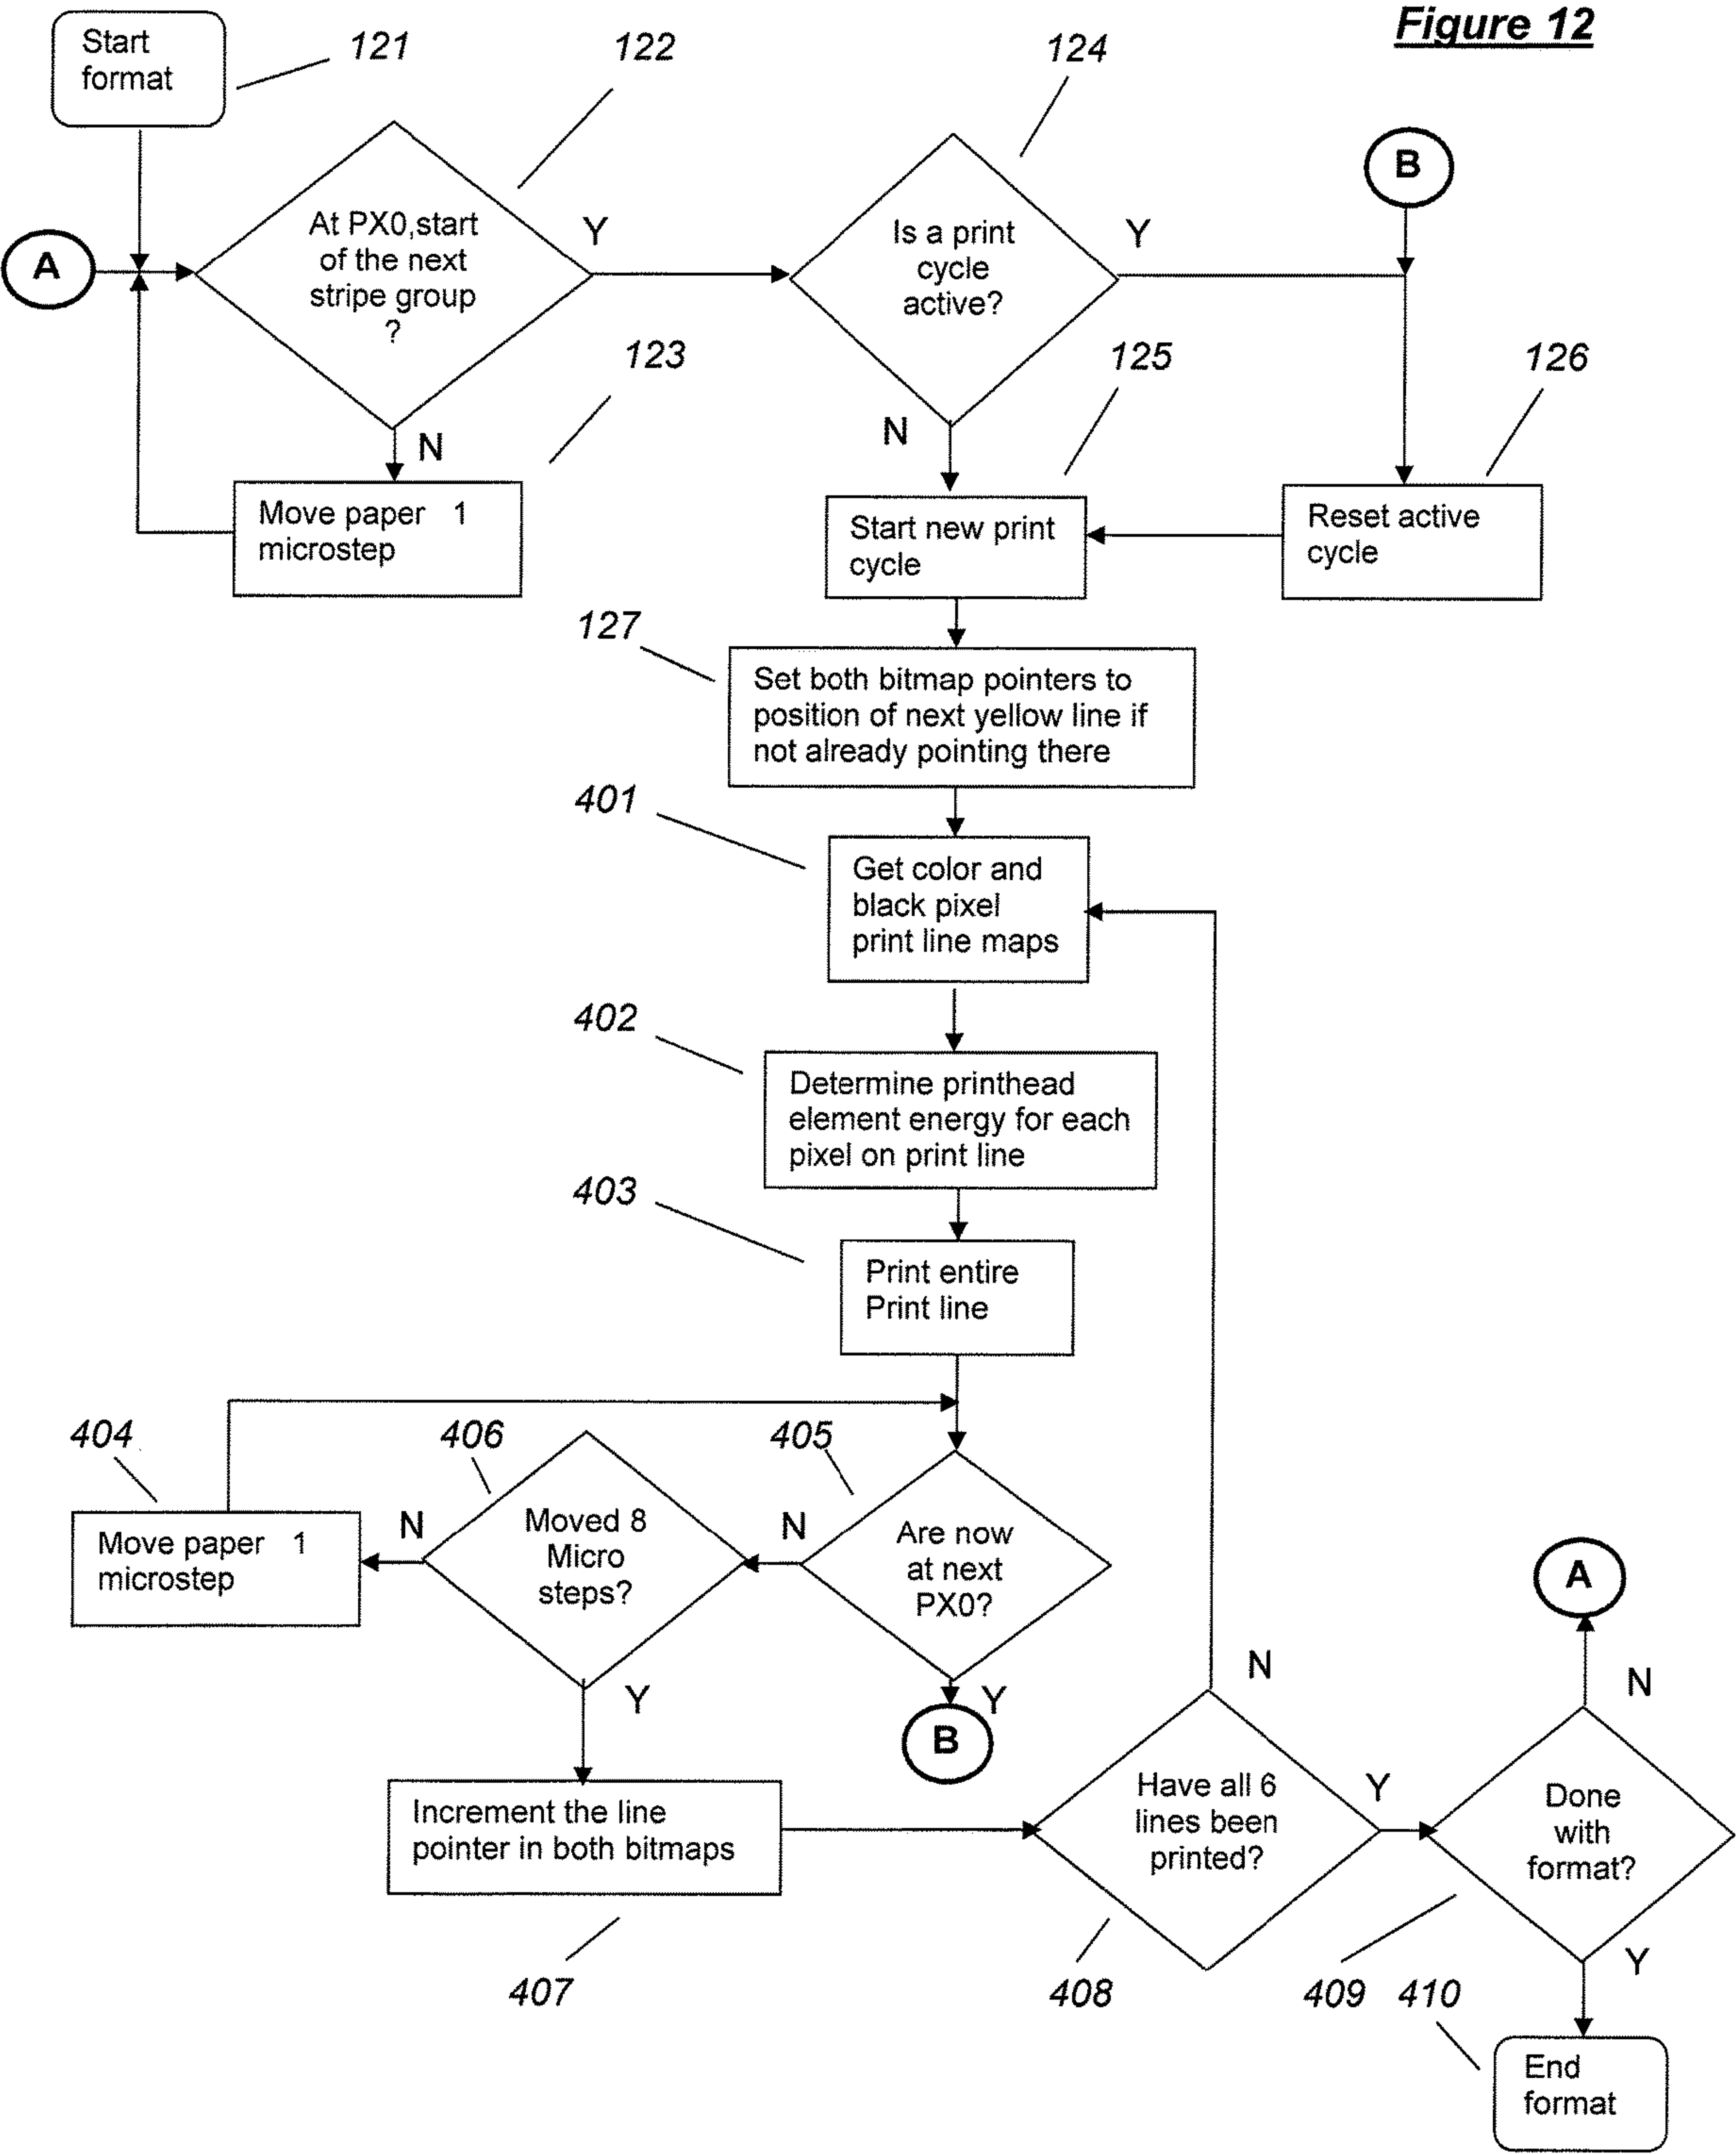 Figure 12
Start
format
121
122
124
B
A
At PX0,start
of the next
stripe group
?
Y
Is a print
cycle
active?
Y
123
125
126
N
N
Move paper 1
microstep
Start new print
cycle
Reset active
cycle
127
Set both bitmap pointers to
position of next yellow line if
not already pointing there
401
Get color and
black pixel
print line maps
402
Determine printhead
element energy for each
pixel on print line
403
Print entire
Print line
404
406
405
Move paper 1
microstep
N
Moved 8
Micro
steps?
N
Are now
at next
PX0?
A
Y
Y
B
N
N
Increment the line
pointer in both bitmaps
Have all 6
lines been
printed?
Y
Done
with
format?
407
408
409
410
Y
End
format